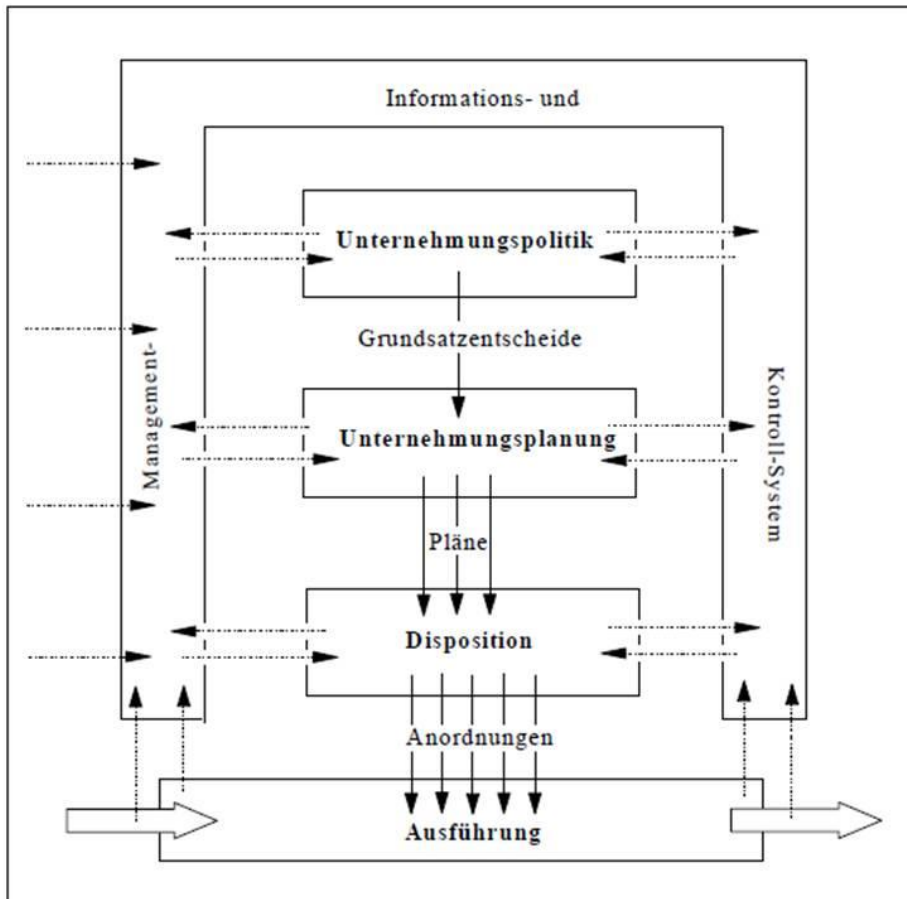 Informations- und
Unternehmungspolitik
Grundsatzentscheide
Management-
Kontroll-System
Unternehmungsplanung
Pläne
Disposition
Anordnungen
Ausführung